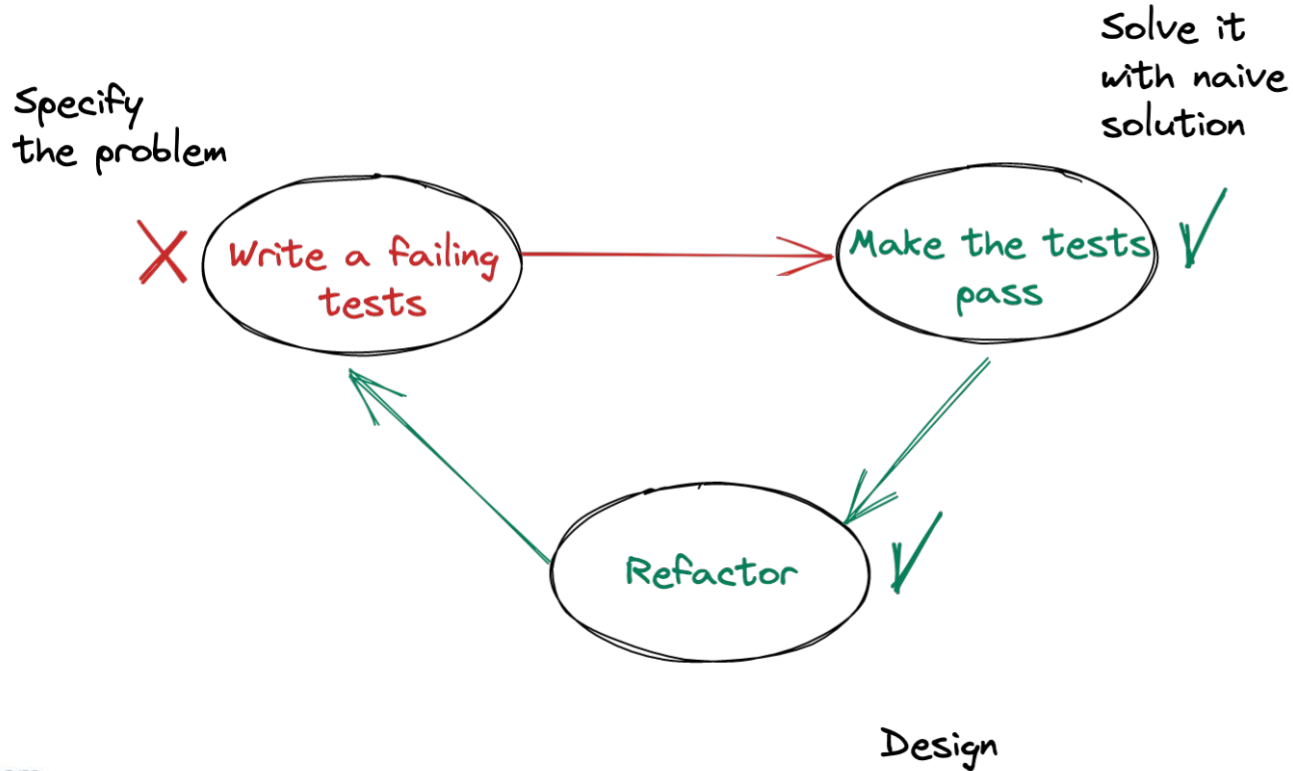 Solve it
with naive
solution
Specify
the problem
Write a failing
tests
Make the tests
pass
Refactor
Design